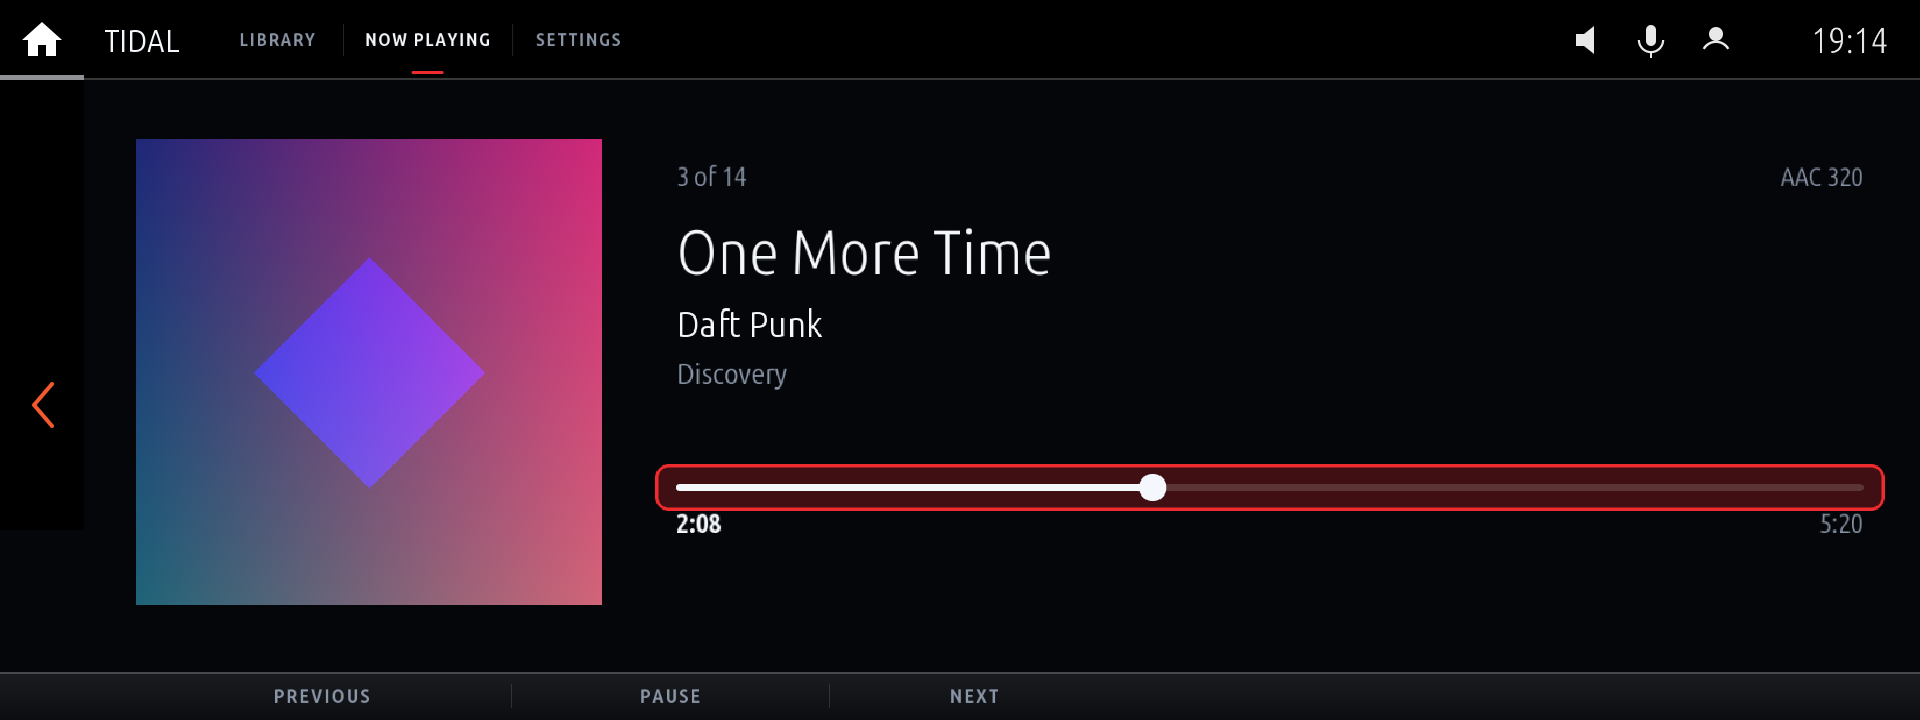 TIDAL LIBRARY NOW PLAYING SETTINGS 19:14
3 of 14 AAC 320
One More Time
Daft Punk
Discovery
2:08 5:20
PREVIOUS PAUSE NEXT